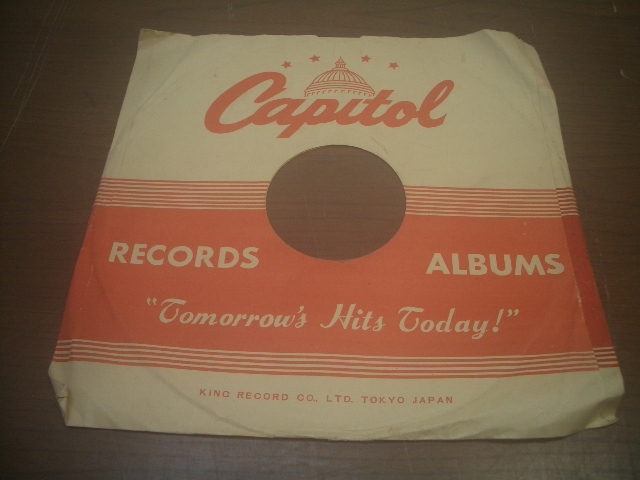 Capitol
RECORDS ALBUMS
"Tomorrow's Hits Today!"
KING RECORD CO., LTD. TOKYO JAPAN